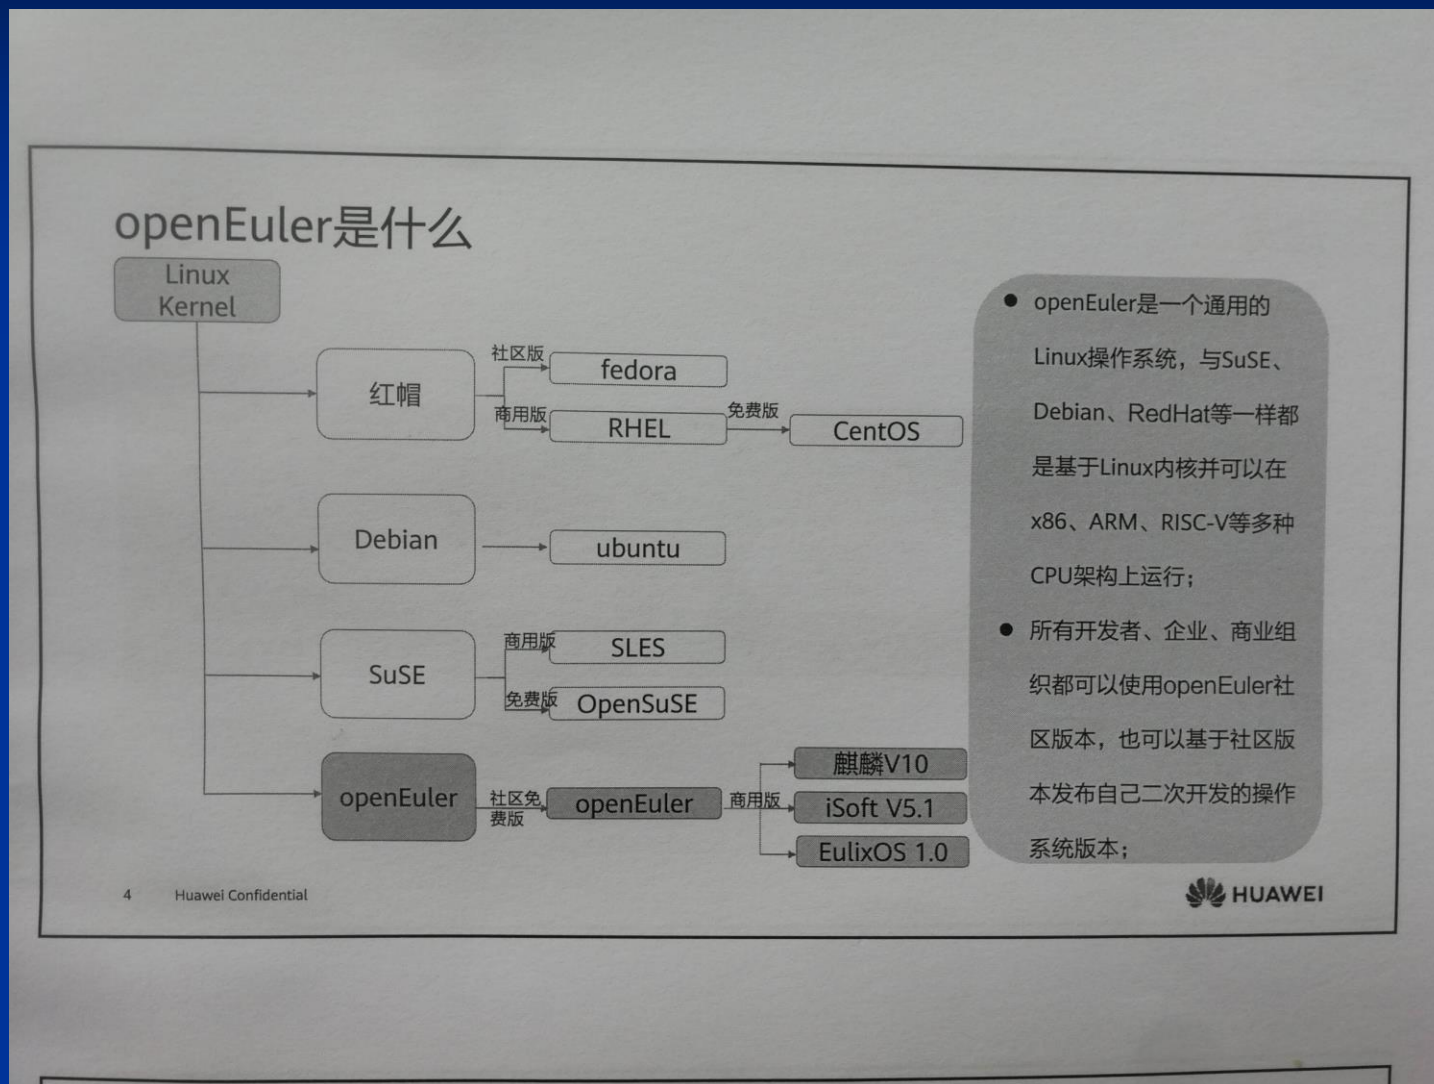 openEuler是什么
Linux
Kernel
红帽
社区版
fedora
商用版
RHEL
免费版
CentOS
Debian
ubuntu
SuSE
商用版
SLES
免费版
OpenSuSE
openEuler
社区免
费版
openEuler
商用版
麒麟V10
iSoft V5.1
EulixOS 1.0
● openEuler是一个通用的
Linux操作系统，与SuSE、
Debian、RedHat等一样都
是基于Linux内核并可以在
x86、ARM、RISC-V等多种
CPU架构上运行；
● 所有开发者、企业、商业组
织都可以使用openEuler社
区版本，也可以基于社区版
本发布自己二次开发的操作
系统版本；
4 Huawei Confidential
HUAWEI